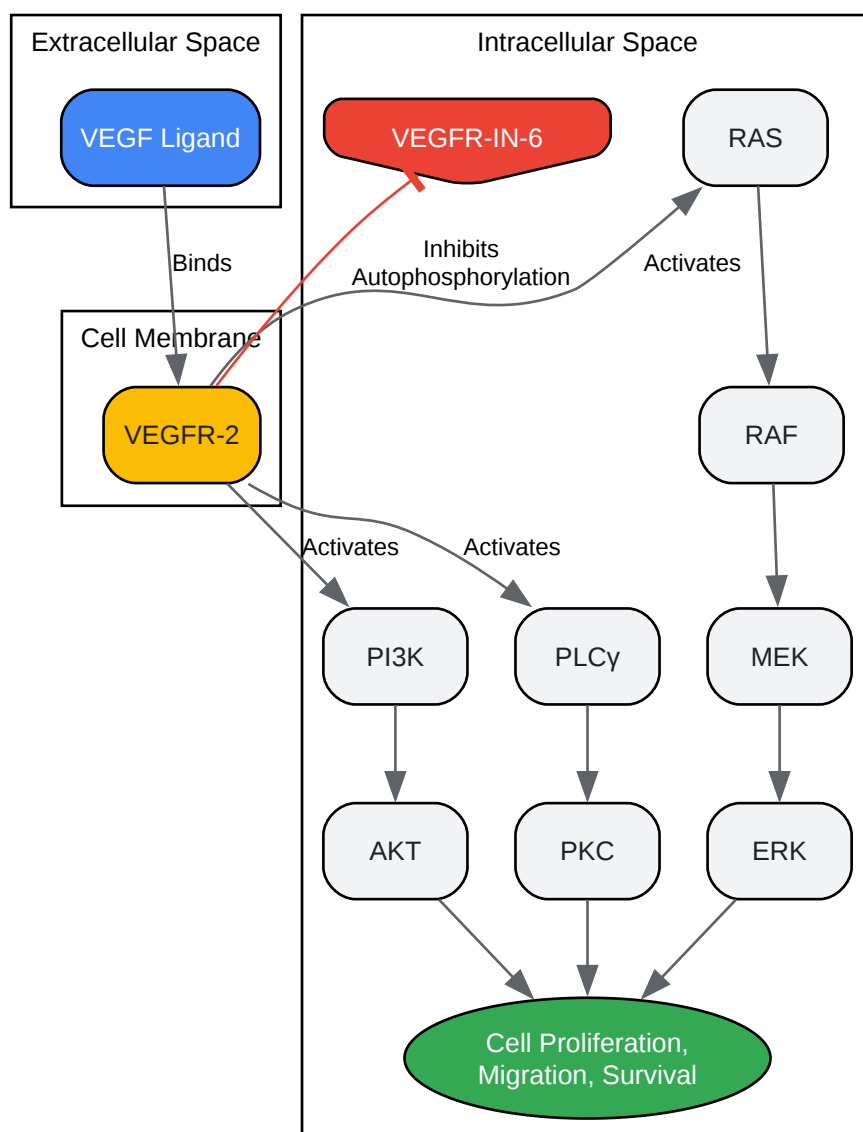 Extracellular Space
Intracellular Space
VEGF Ligand
VEGFR-IN-6
RAS
Binds
Inhibits
Autophosphorylation
Activates
Cell Membrane
VEGFR-2
RAF
Activates
Activates
PI3K
PLCγ
MEK
AKT
PKC
ERK
Cell Proliferation,
Migration, Survival